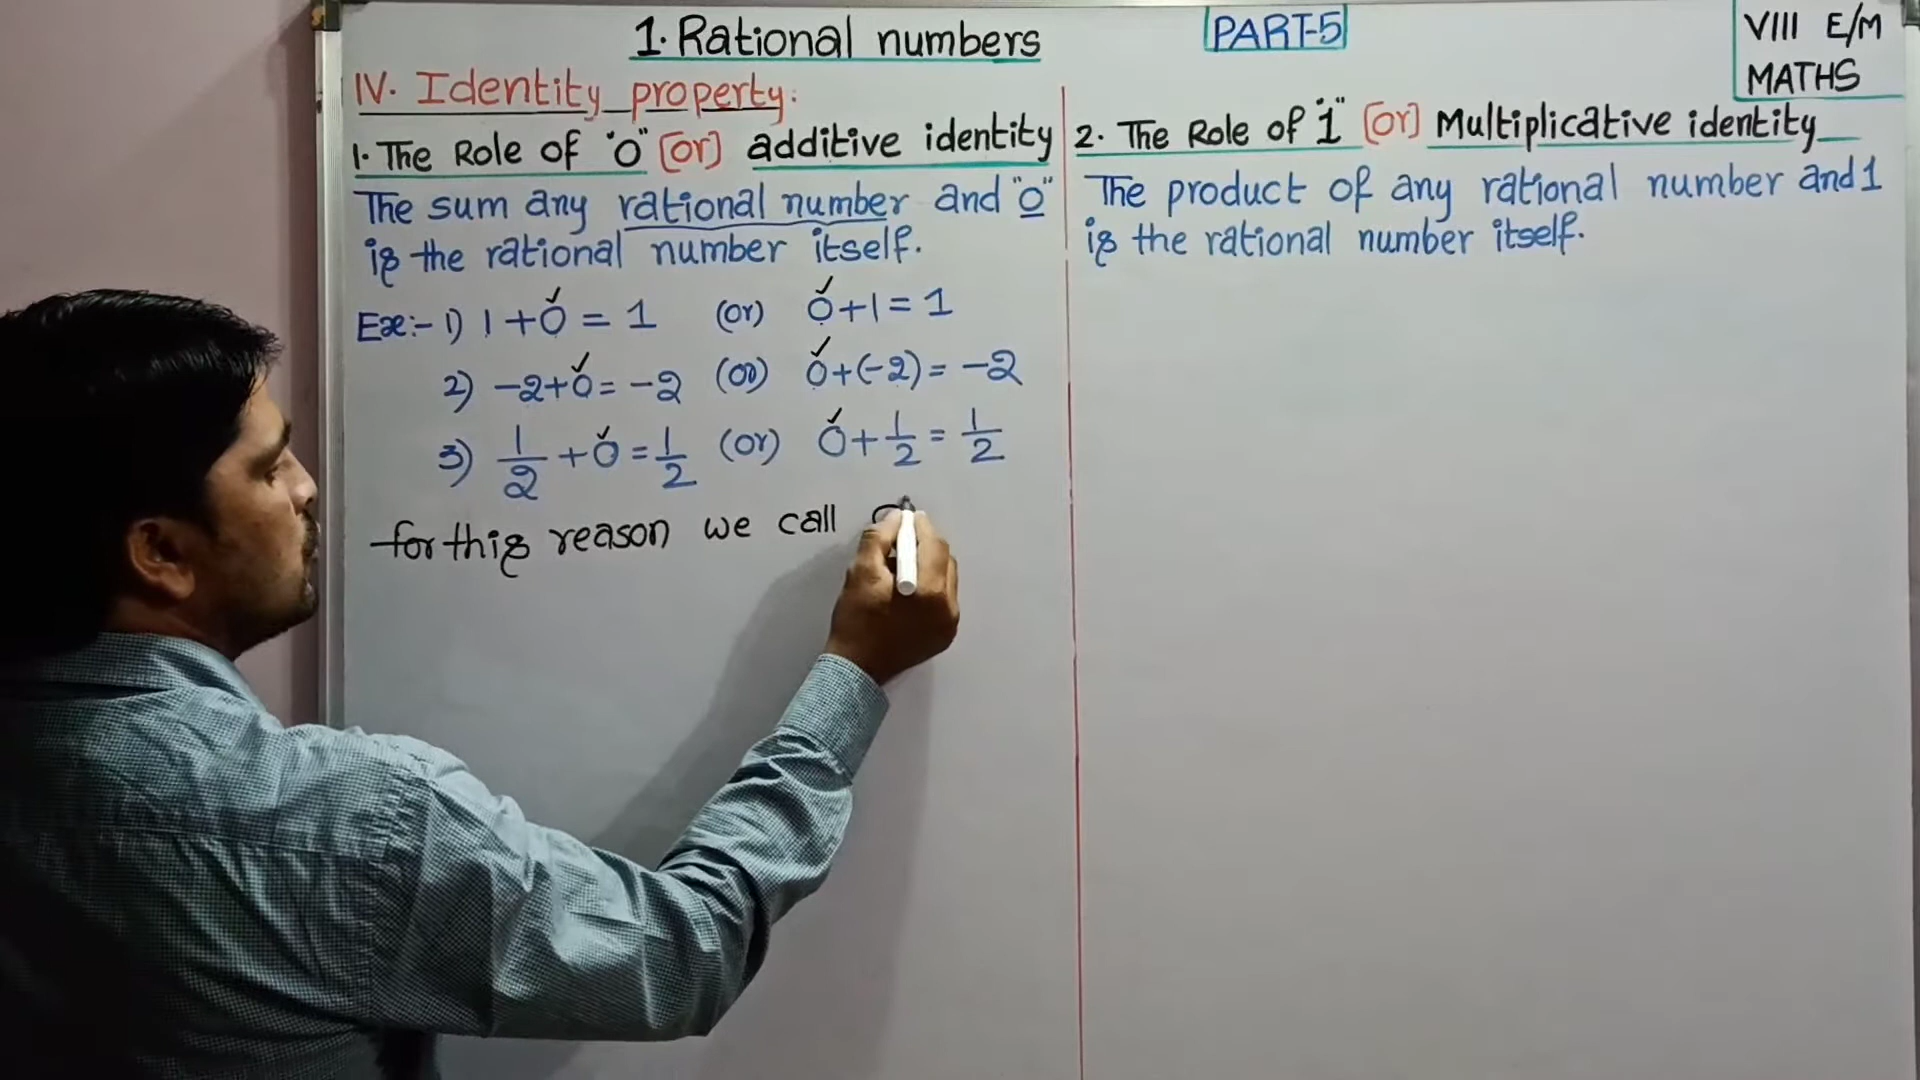 1. Rational numbers
PART-5
VIII E/M
MATHS
IV. Identity property:
1. The Role of "0" [or] additive identity
The sum any rational number and "0"
is the rational number itself.
Ex:- 1) 1+0 = 1 (or) 0+1 = 1
2) -2+0 = -2 (or) 0+(-2) = -2
3) 1/2 + 0 = 1/2 (or) 0 + 1/2 = 1/2
for this reason we call
2. The Role of "1" [or] Multiplicative identity
The product of any rational number and 1
is the rational number itself.